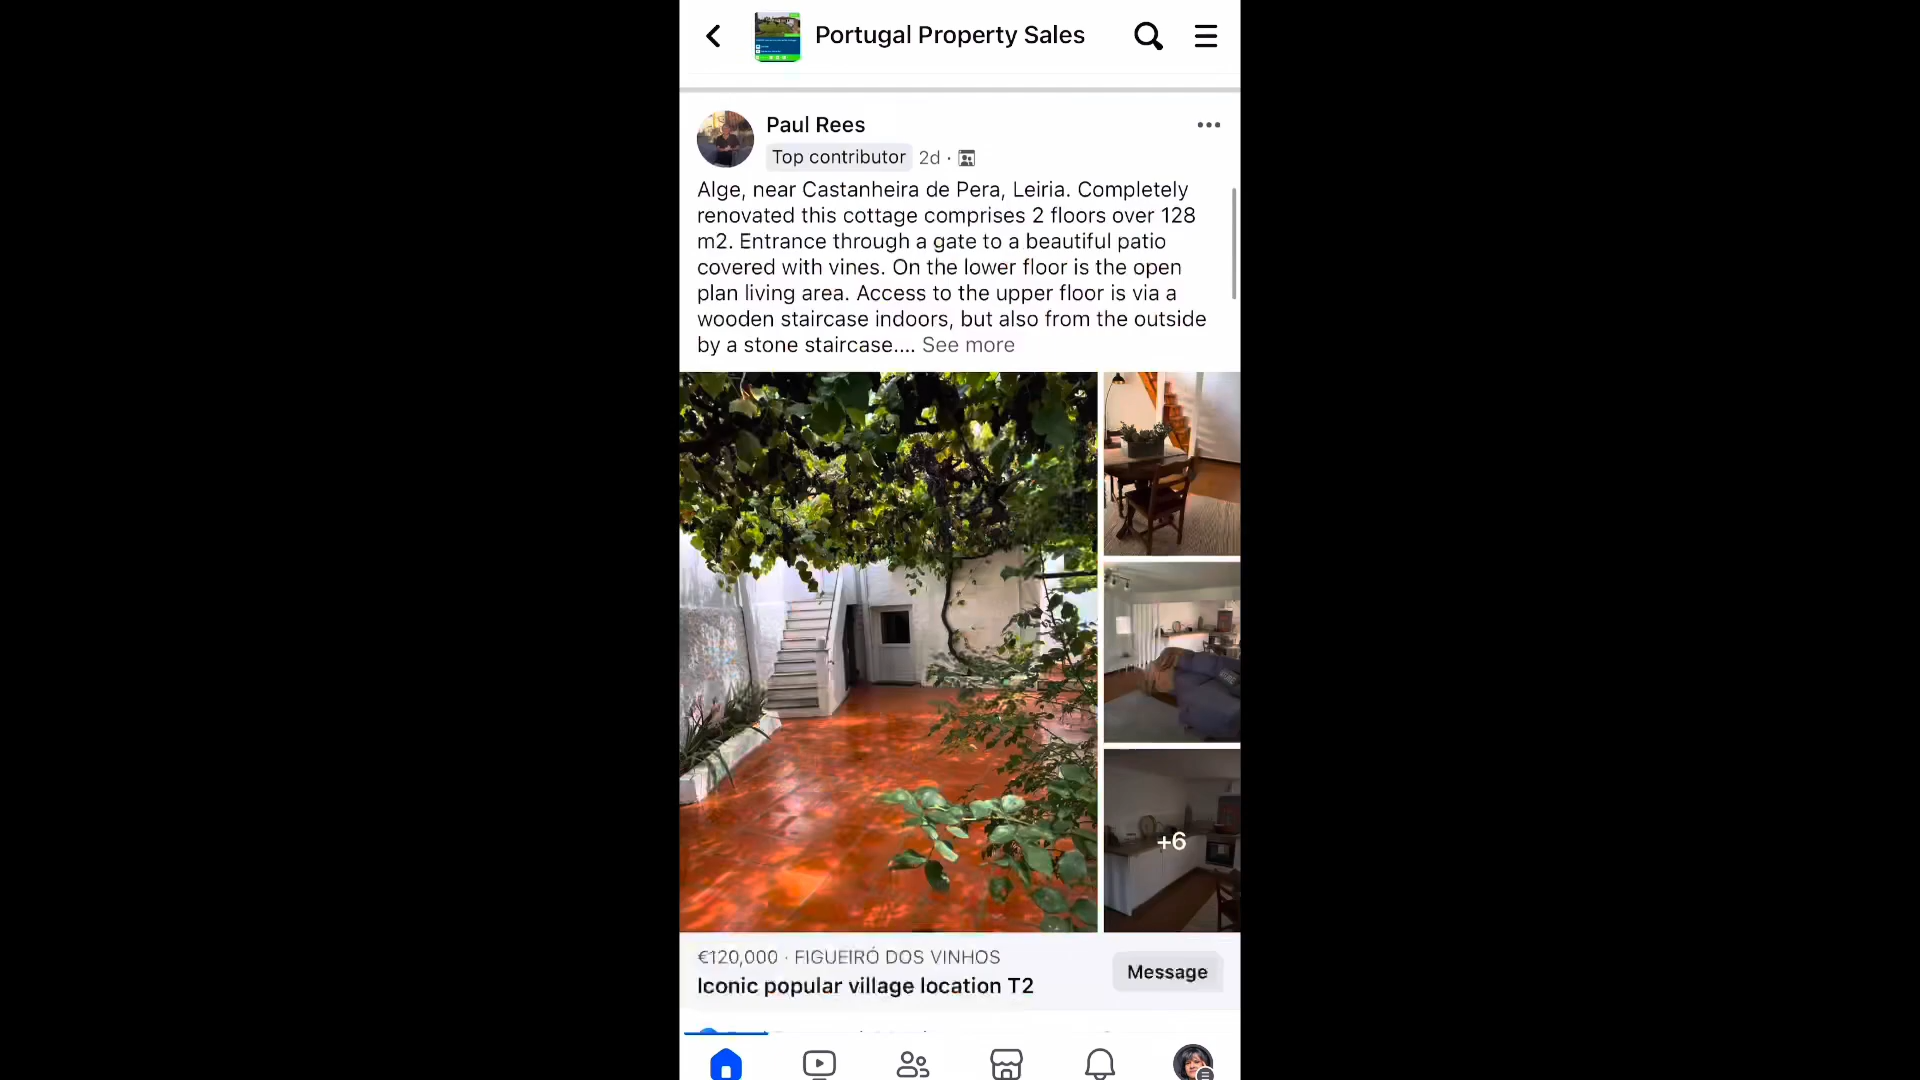 Portugal Property Sales
Paul Rees
Top contributor 2d ·
Alge, near Castanheira de Pera, Leiria. Completely
renovated this cottage comprises 2 floors over 128
m2. Entrance through a gate to a beautiful patio
covered with vines. On the lower floor is the open
plan living area. Access to the upper floor is via a
wooden staircase indoors, but also from the outside
by a stone staircase.... See more
+6
€120,000 · FIGUEIRÓ DOS VINHOS
Iconic popular village location T2
Message